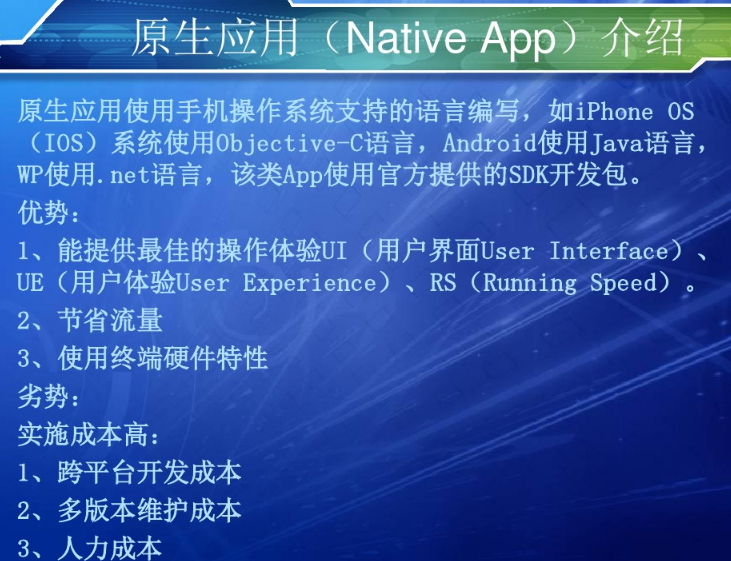 原生应用（Native App）介绍
原生应用使用手机操作系统支持的语言编写，如iPhone OS
（IOS）系统使用Objective-C语言，Android使用Java语言，
WP使用.net语言，该类App使用官方提供的SDK开发包。
优势：
1、能提供最佳的操作体验UI（用户界面User Interface）、
UE（用户体验User Experience）、RS（Running Speed）。
2、节省流量
3、使用终端硬件特性
劣势：
实施成本高：
1、跨平台开发成本
2、多版本维护成本
3、人力成本